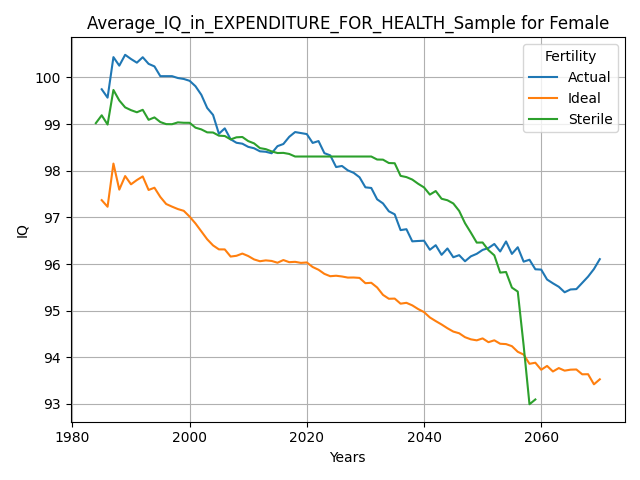 Average_IQ_in_EXPENDITURE_FOR_HEALTH_Sample for Female
Fertility
Actual
Ideal
Sterile
IQ
100
99
98
97
96
95
94
93
1980
2000
2020
2040
2060
Years